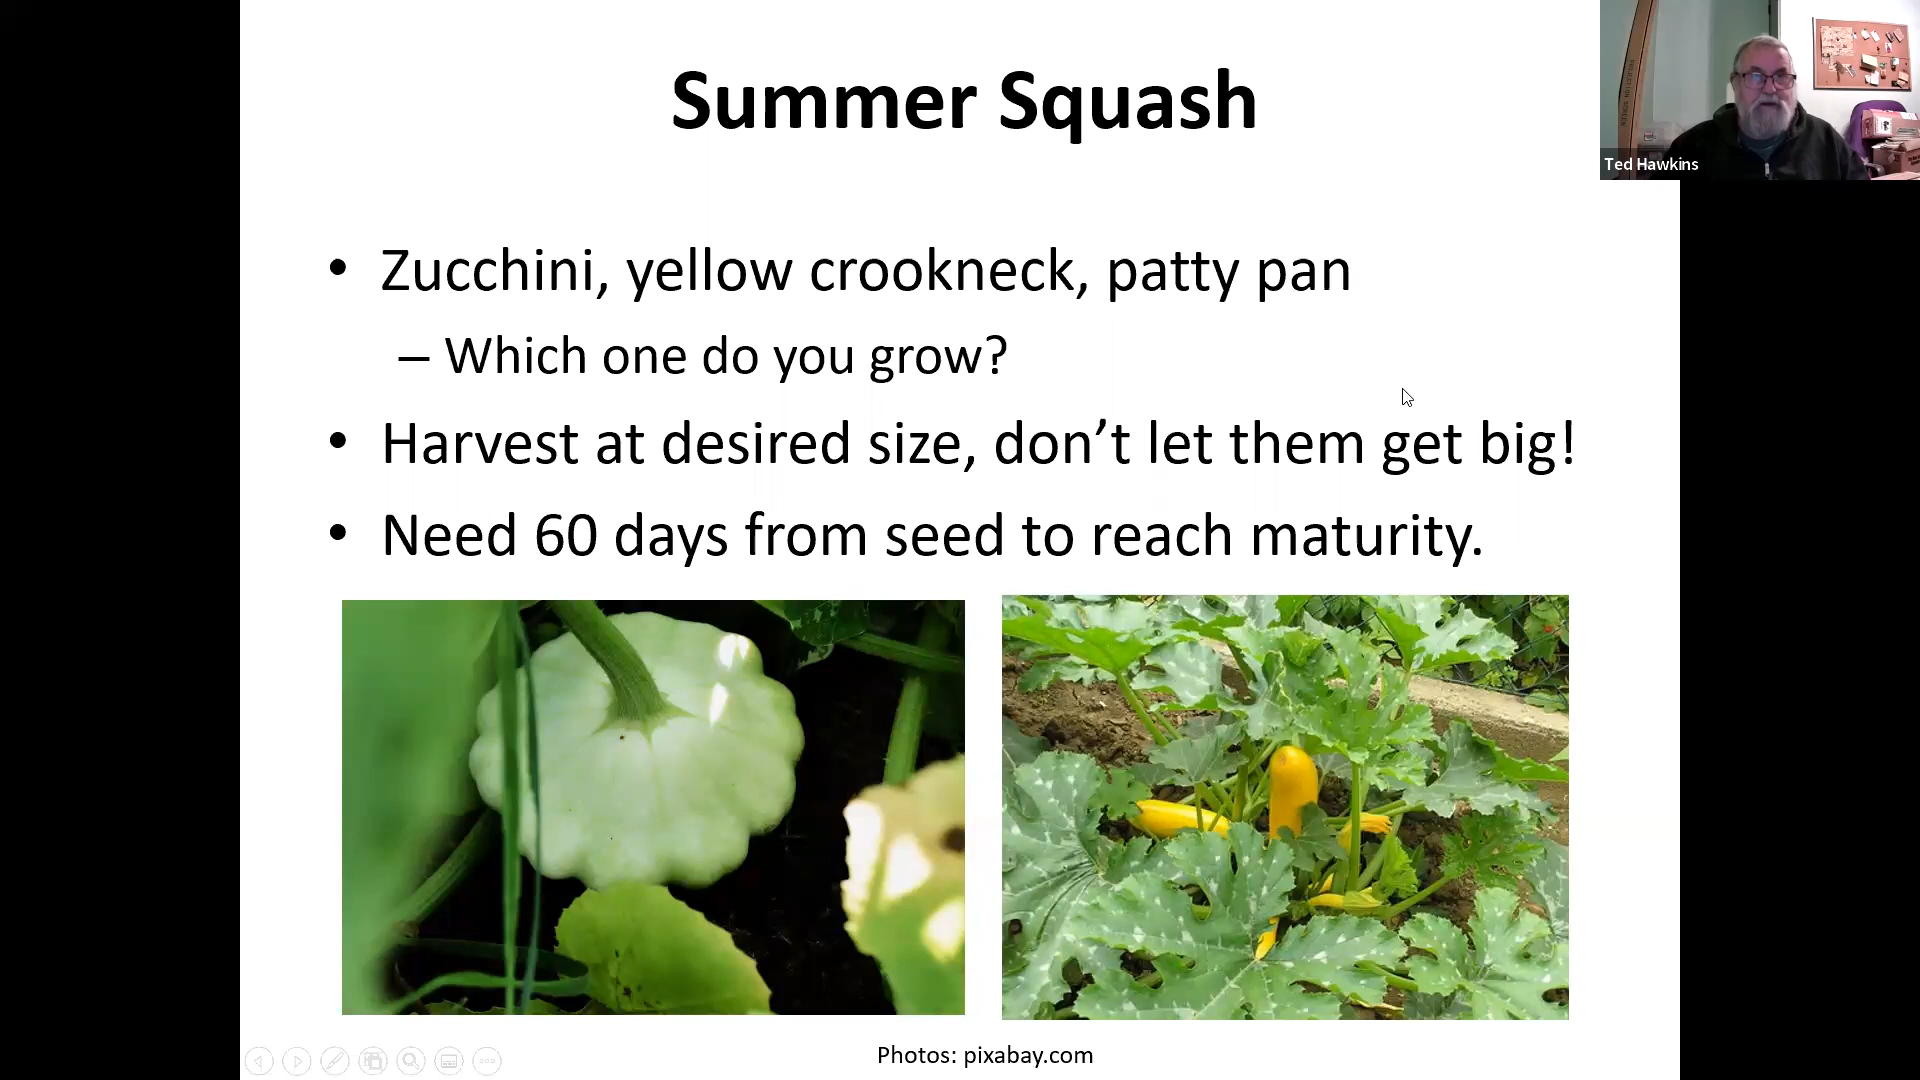 Summer Squash
• Zucchini, yellow crookneck, patty pan
– Which one do you grow?
• Harvest at desired size, don’t let them get big!
• Need 60 days from seed to reach maturity.
Photos: pixabay.com
Ted Hawkins